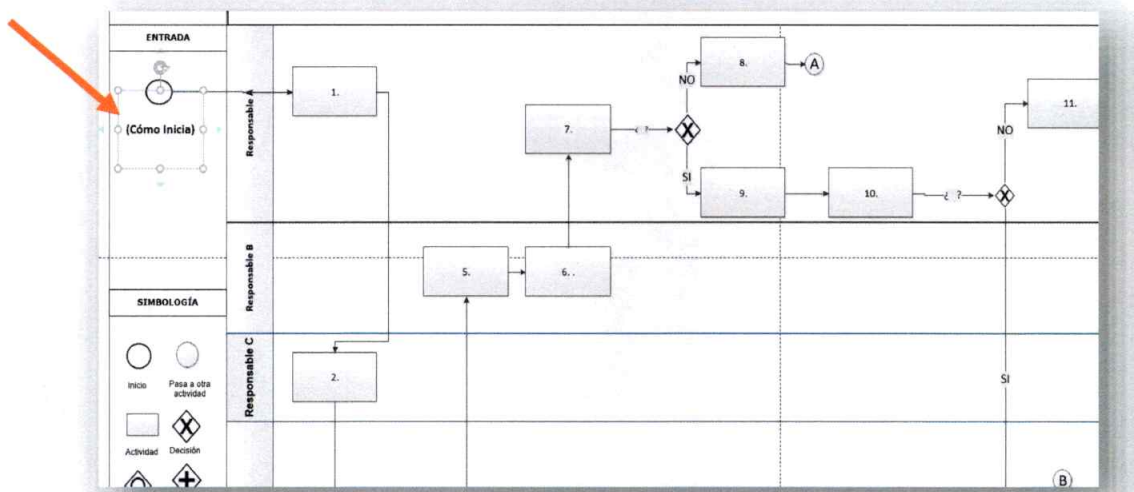 ENTRADA
(Cómo Inicia)
SIMBOLOGÍA
Inicio
Pasa a otra
actividad
Actividad
Decisión
Responsable A
Responsable B
Responsable C
1.
2.
5.
6. .
7.
¿ ?
NO
SI
8.
A
9.
10.
¿ ?
NO
SI
11.
B